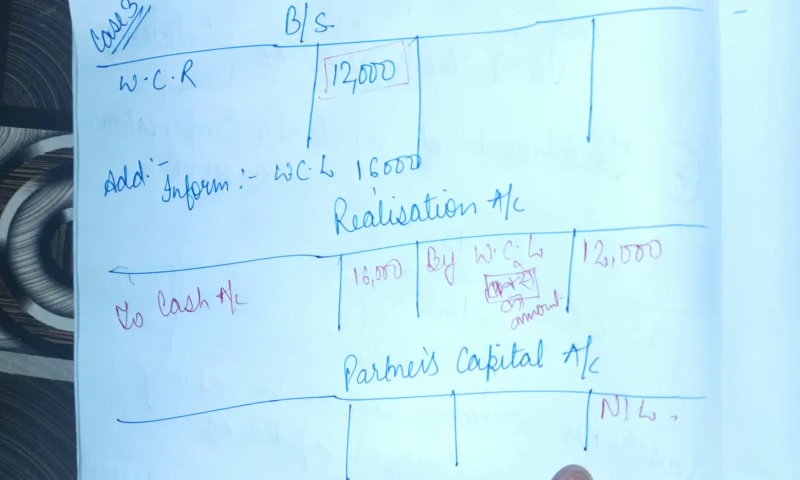 Case 3
B/S
W.C.R 12,000
Add:- Inform:- W.C.L 16000
Realisation A/c
To Cash A/c 16,000 By W.C.L 12,000
का
amount
Partner's Capital A/c
NIL.